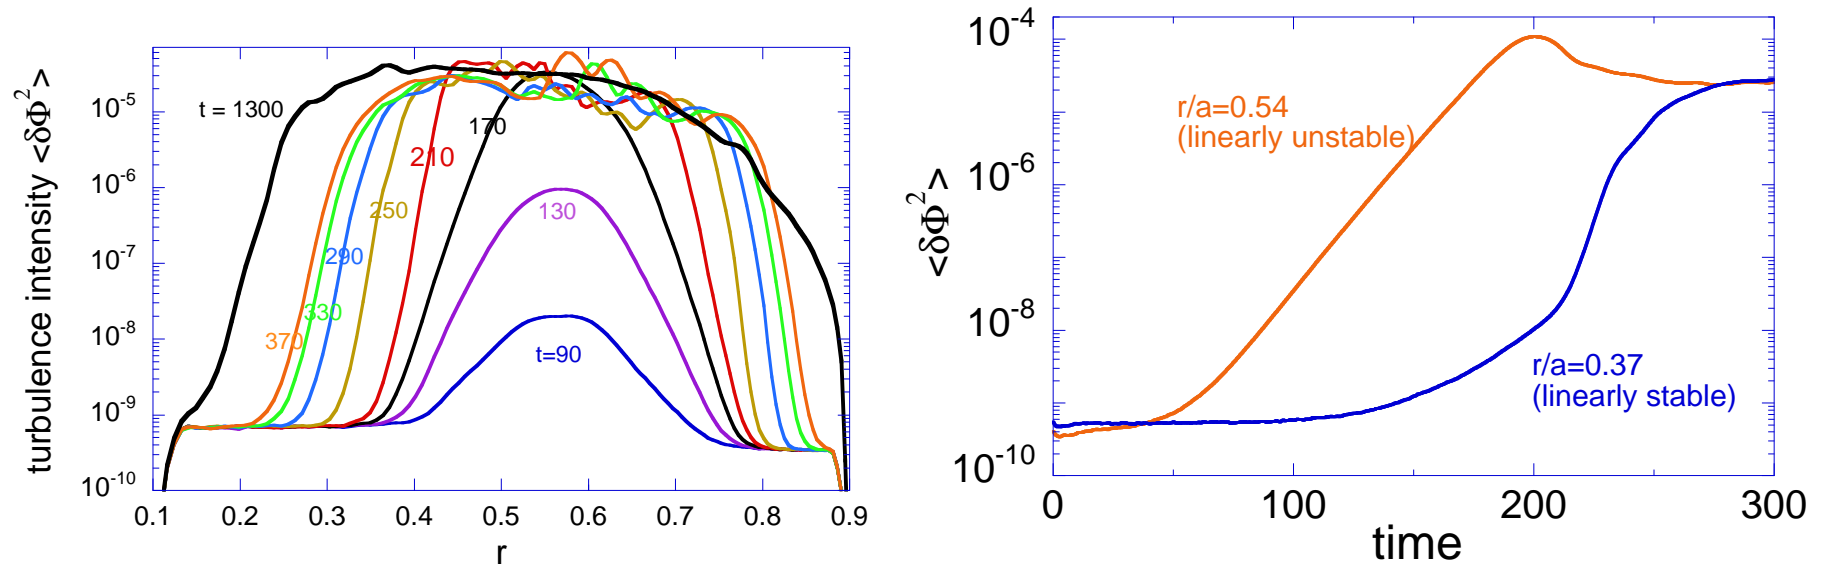 turbulence intensity <δΦ²>
10⁻⁵
10⁻⁶
10⁻⁷
10⁻⁸
10⁻⁹
10⁻¹⁰
t = 1300
170
210
250
130
290
330
370
t=90
0.1 0.2 0.3 0.4 0.5 0.6 0.7 0.8 0.9
r
<δΦ²>
10⁻⁴
10⁻⁶
10⁻⁸
10⁻¹⁰
r/a=0.54
(linearly unstable)
r/a=0.37
(linearly stable)
0 100 200 300
time